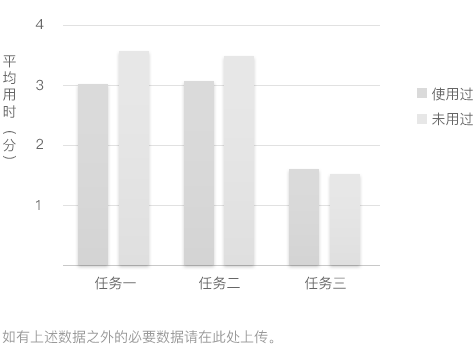 4
3
2
1
平均用时（分）
任务一
任务二
任务三
使用过
未用过
如有上述数据之外的必要数据请在此处上传。